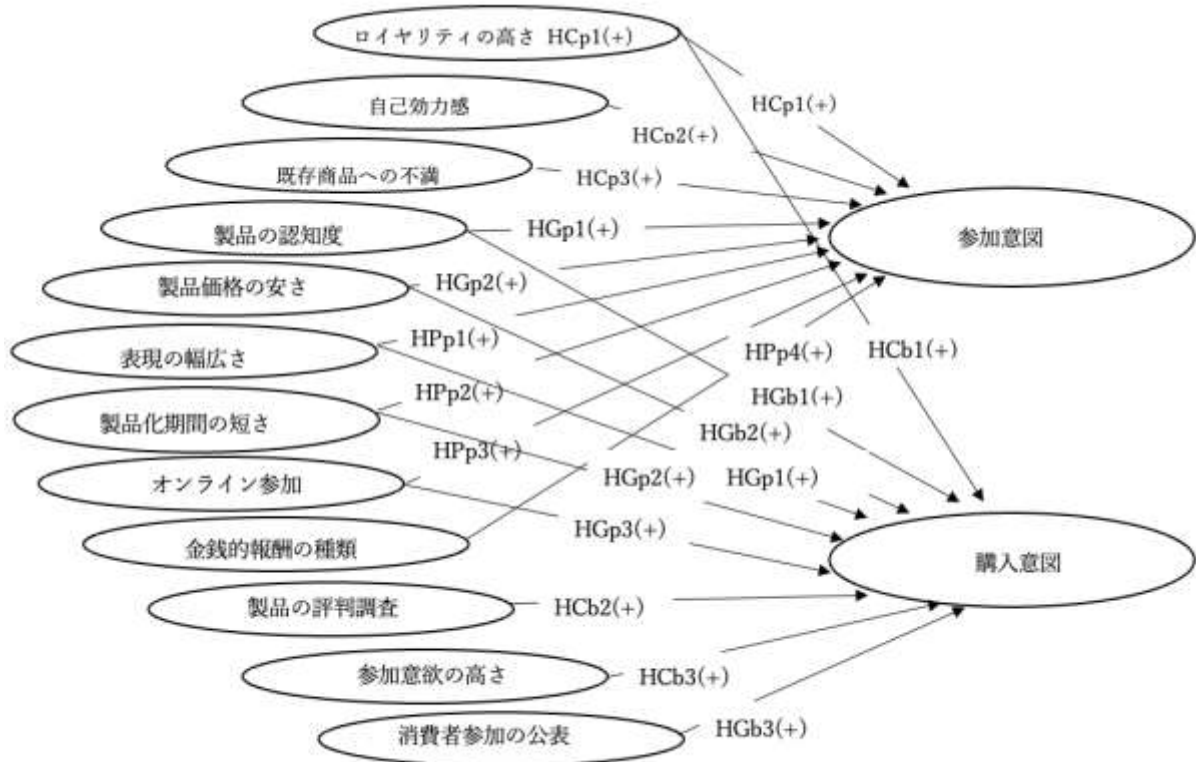 ロイヤリティの高さ HCp1(+)
HCp1(+)
自己効力感
HCp2(+)
既存商品への不満
HCp3(+)
製品の認知度
HGp1(+)
参加意図
製品価格の安さ
HGp2(+)
表現の幅広さ
HPp1(+)
HPp4(+)
HCb1(+)
製品化期間の短さ
HPp2(+)
HGb1(+)
HGb2(+)
HPp3(+)
オンライン参加
HGp2(+)
HGp1(+)
金銭的報酬の種類
HGp3(+)
購入意図
製品の評判調査
HCb2(+)
参加意欲の高さ
HCb3(+)
消費者参加の公表
HGb3(+)